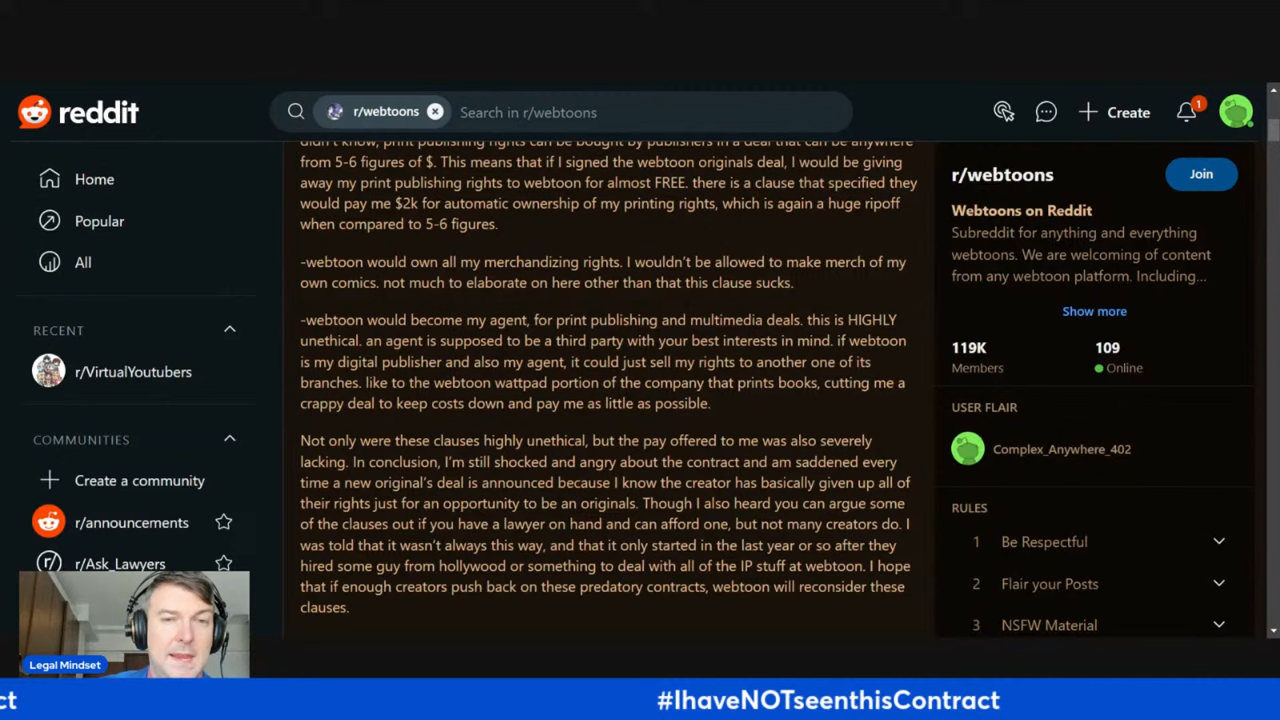 reddit
r/webtoons
Search in r/webtoons
Create
1
Home
Popular
All
RECENT
r/VirtualYoutubers
COMMUNITIES
Create a community
r/announcements
r/Ask_Lawyers
didn't know, print publishing rights can be bought by publishers in a deal that can be anywhere
from 5-6 figures of $. This means that if I signed the webtoon originals deal, I would be giving
away my print publishing rights to webtoon for almost FREE. there is a clause that specified they
would pay me $2k for automatic ownership of my printing rights, which is again a huge ripoff
when compared to 5-6 figures.
-webtoon would own all my merchandizing rights. I wouldn't be allowed to make merch of my
own comics. not much to elaborate on here other than that this clause sucks.
-webtoon would become my agent, for print publishing and multimedia deals. this is HIGHLY
unethical. an agent is supposed to be a third party with your best interests in mind. if webtoon
is my digital publisher and also my agent, it could just sell my rights to another one of its
branches. like to the webtoon wattpad portion of the company that prints books, cutting me a
crappy deal to keep costs down and pay me as little as possible.
Not only were these clauses highly unethical, but the pay offered to me was also severely
lacking. In conclusion, I'm still shocked and angry about the contract and am saddened every
time a new original's deal is announced because I know the creator has basically given up all of
their rights just for an opportunity to be an originals. Though I also heard you can argue some
of the clauses out if you have a lawyer on hand and can afford one, but not many creators do. I
was told that it wasn't always this way, and that it only started in the last year or so after they
hired some guy from hollywood or something to deal with all of the IP stuff at webtoon. I hope
that if enough creators push back on these predatory contracts, webtoon will reconsider these
clauses.
r/webtoons
Join
Webtoons on Reddit
Subreddit for anything and everything
webtoons. We are welcoming of content
from any webtoon platform. Including...
Show more
119K
109
Members
Online
USER FLAIR
Complex_Anywhere_402
RULES
1 Be Respectful
2 Flair your Posts
3 NSFW Material
Legal Mindset
ct
#IhaveNOTseenthisContract